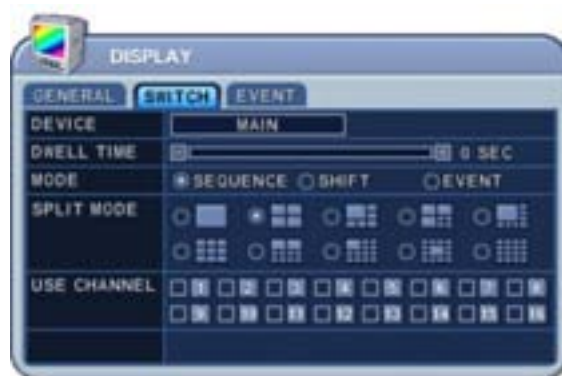 DISPLAY
GENERAL SWITCH EVENT
DEVICE MAIN
DWELL TIME 0 SEC
MODE SEQUENCE SHIFT EVENT
SPLIT MODE
USE CHANNEL 1 2 3 4 5 6 7 8
9 10 11 12 13 14 15 16